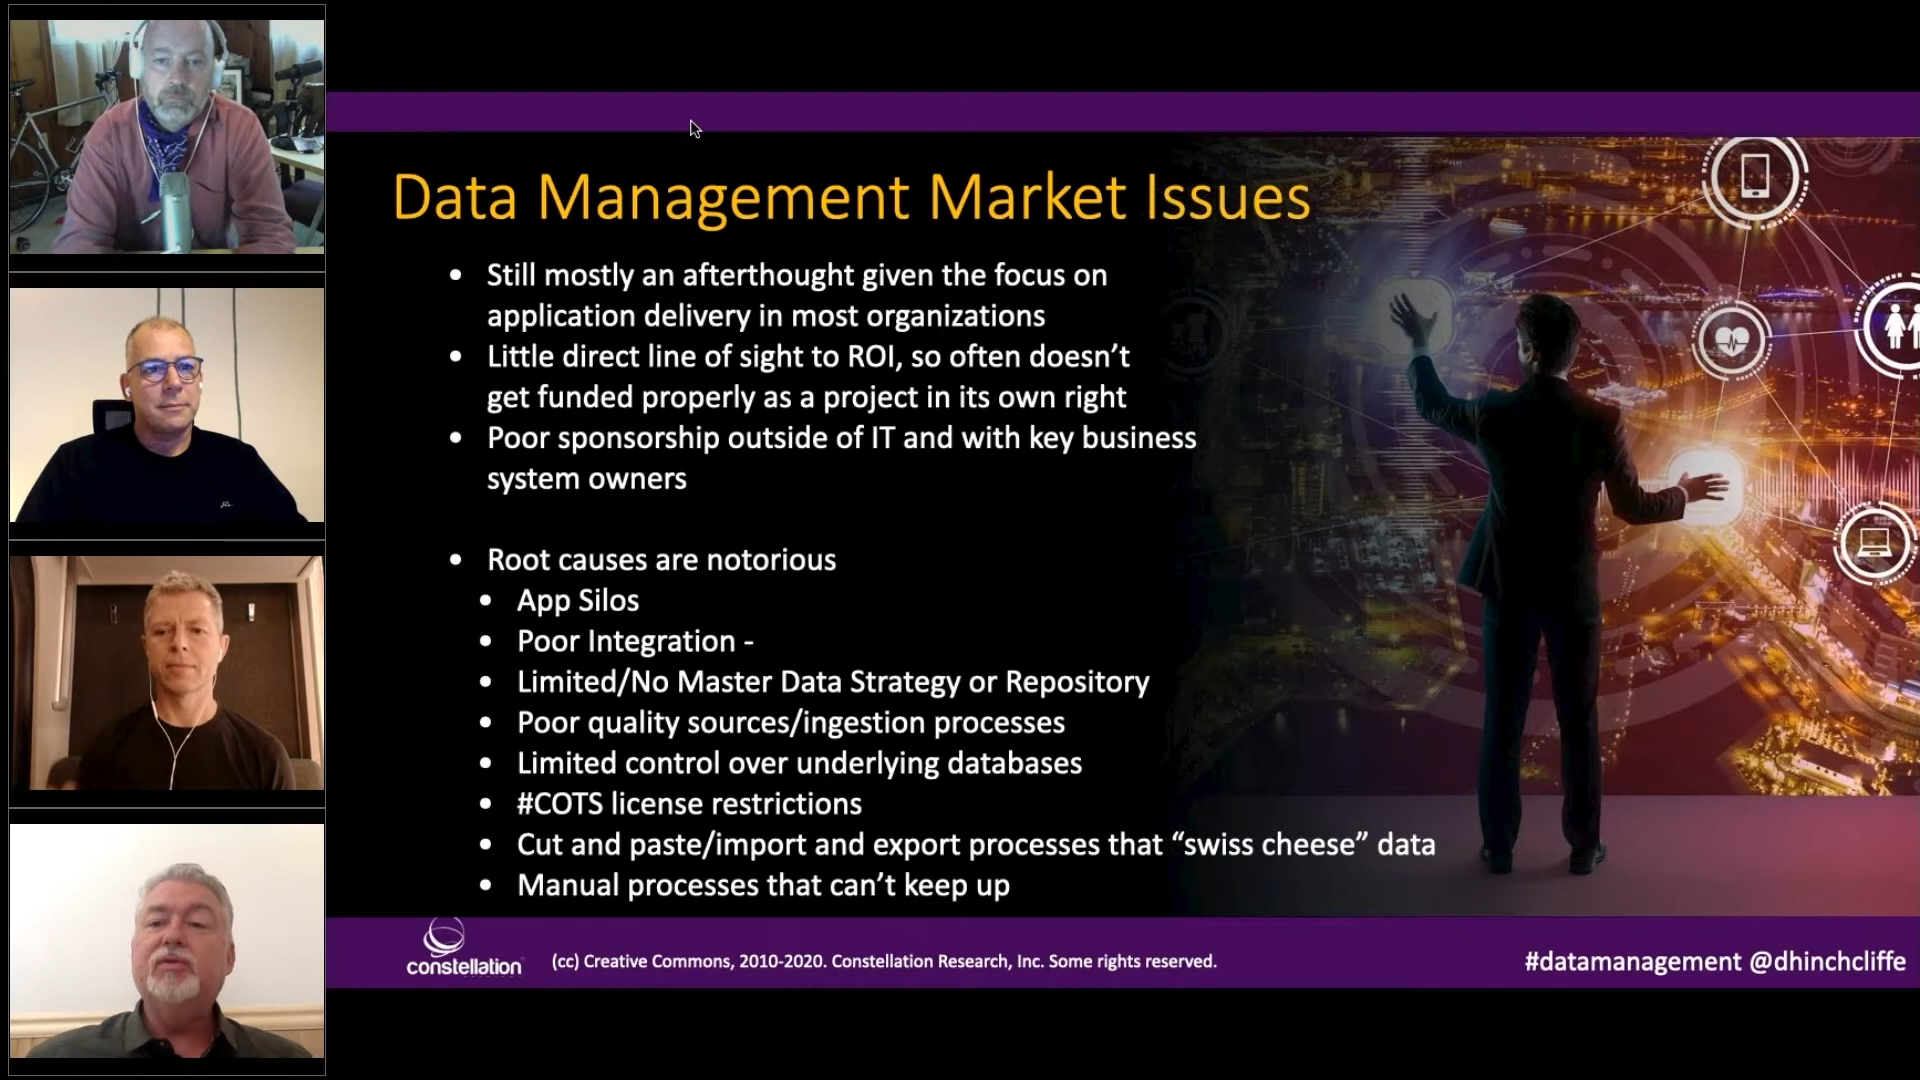 Data Management Market Issues
• Still mostly an afterthought given the focus on
application delivery in most organizations
• Little direct line of sight to ROI, so often doesn’t
get funded properly as a project in its own right
• Poor sponsorship outside of IT and with key business
system owners
• Root causes are notorious
• App Silos
• Poor Integration -
• Limited/No Master Data Strategy or Repository
• Poor quality sources/ingestion processes
• Limited control over underlying databases
• #COTS license restrictions
• Cut and paste/import and export processes that “swiss cheese” data
• Manual processes that can’t keep up
constellation
(cc) Creative Commons, 2010-2020. Constellation Research, Inc. Some rights reserved.
#datamanagement @dhinchcliffe